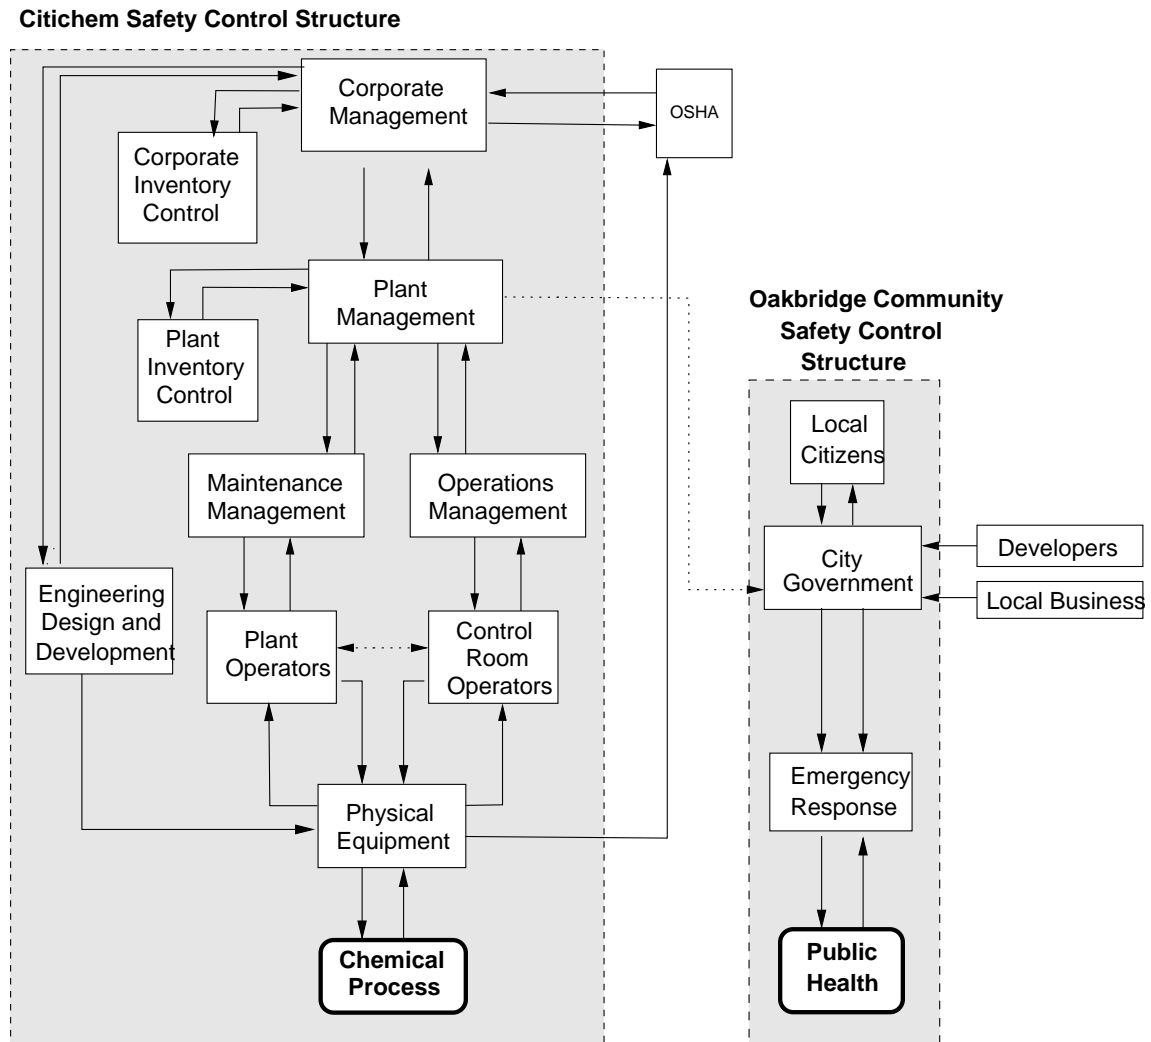 Citichem Safety Control Structure
Corporate
Management
OSHA
Corporate
Inventory
Control
Plant
Management
Plant
Inventory
Control
Oakbridge Community
Safety Control
Structure
Local
Citizens
Maintenance
Management
Operations
Management
City
Government
Developers
Local Business
Engineering
Design and
Development
Plant
Operators
Control
Room
Operators
Emergency
Response
Physical
Equipment
Chemical
Process
Public
Health